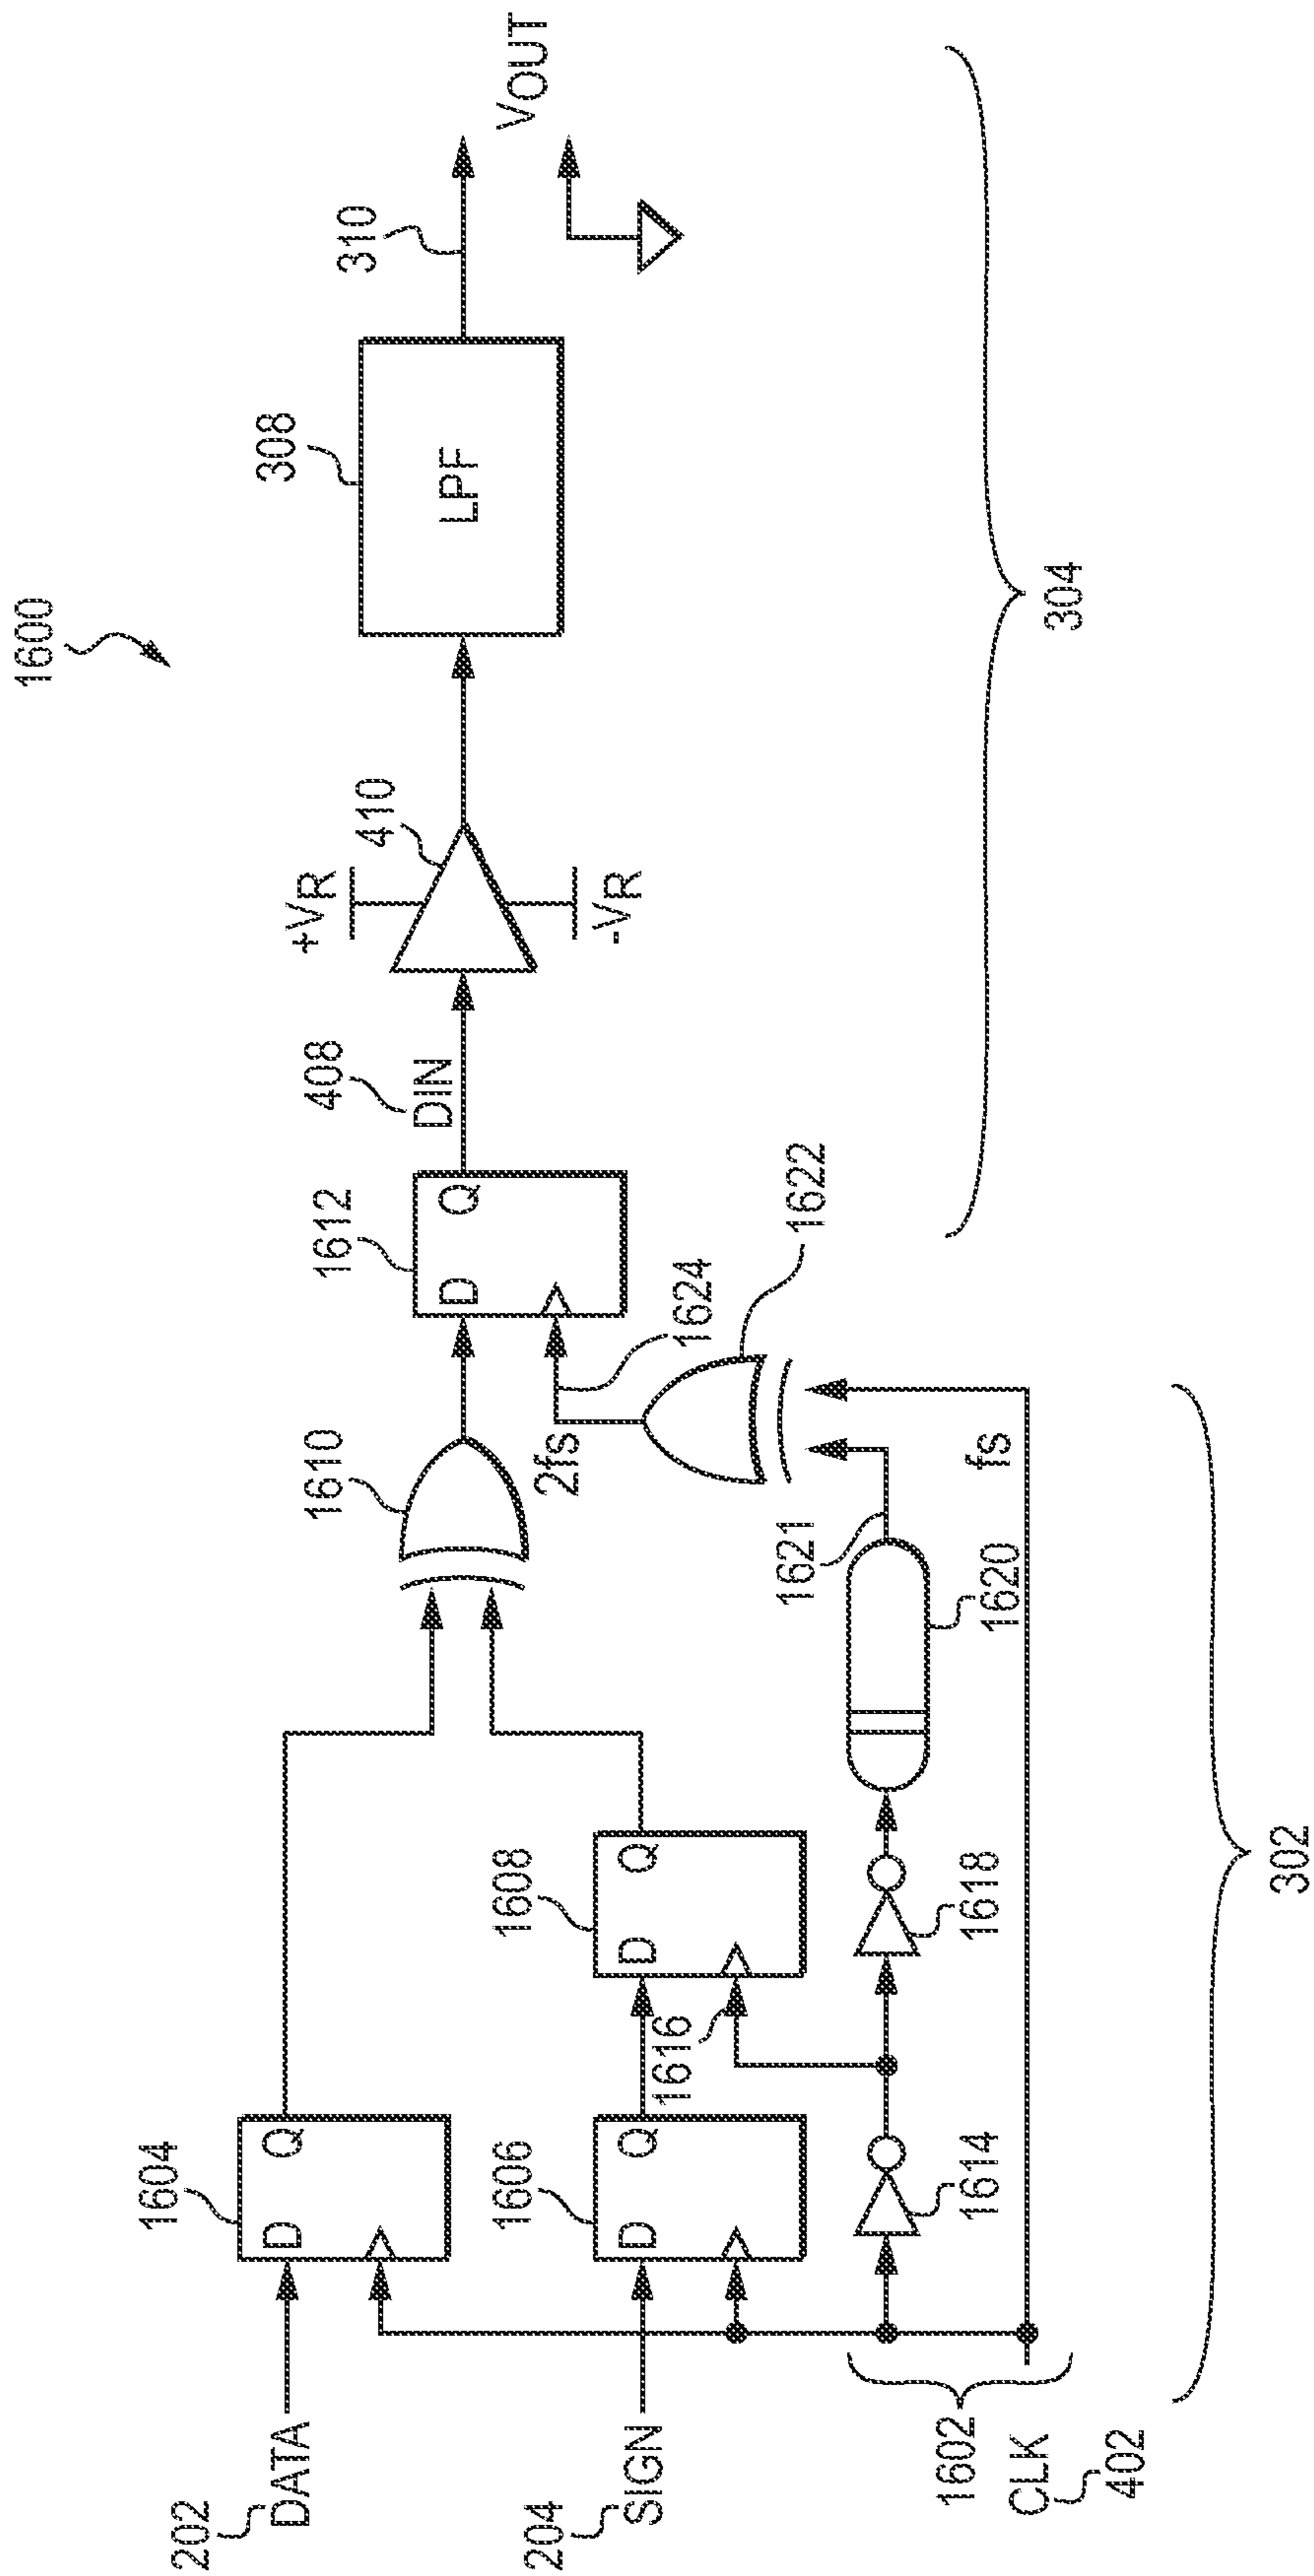 1600
202
DATA
1604
D
Q
204
SIGN
1606
D
Q
1616
1608
D
Q
1610
1612
D
Q
408
DIN
410
+VR
-VR
308
LPF
310
VOUT
1602
CLK
402
1614
1618
1620
1621
fs
2fs
1624
1622
302
304